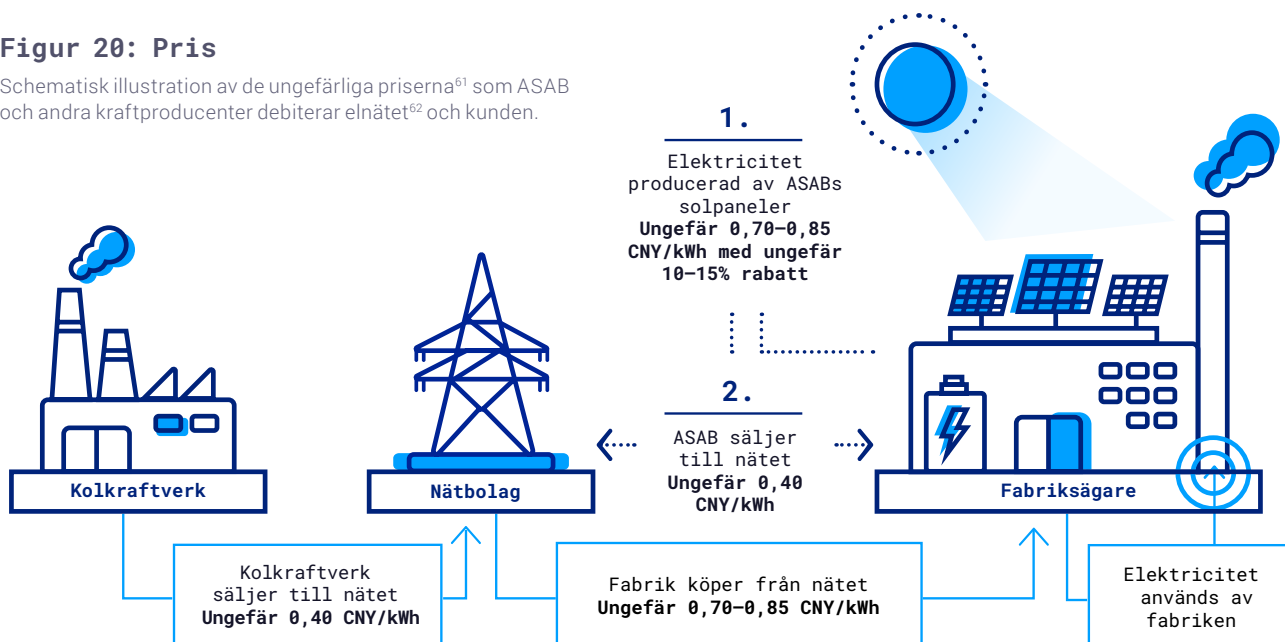 Figur 20: Pris
Schematisk illustration av de ungefärliga priserna⁶¹ som ASAB
och andra kraftproducenter debiterar elnätet⁶² och kunden.
1.
Elektricitet
producerad av ASABs
solpaneler
Ungefär 0,70–0,85
CNY/kWh med ungefär
10–15% rabatt
2.
ASAB säljer
till nätet
Ungefär 0,40
CNY/kWh
Kolkraftverk
Nätbolag
Fabriksägare
Kolkraftverk
säljer till nätet
Ungefär 0,40 CNY/kWh
Fabrik köper från nätet
Ungefär 0,70–0,85 CNY/kWh
Elektricitet
används av
fabriken